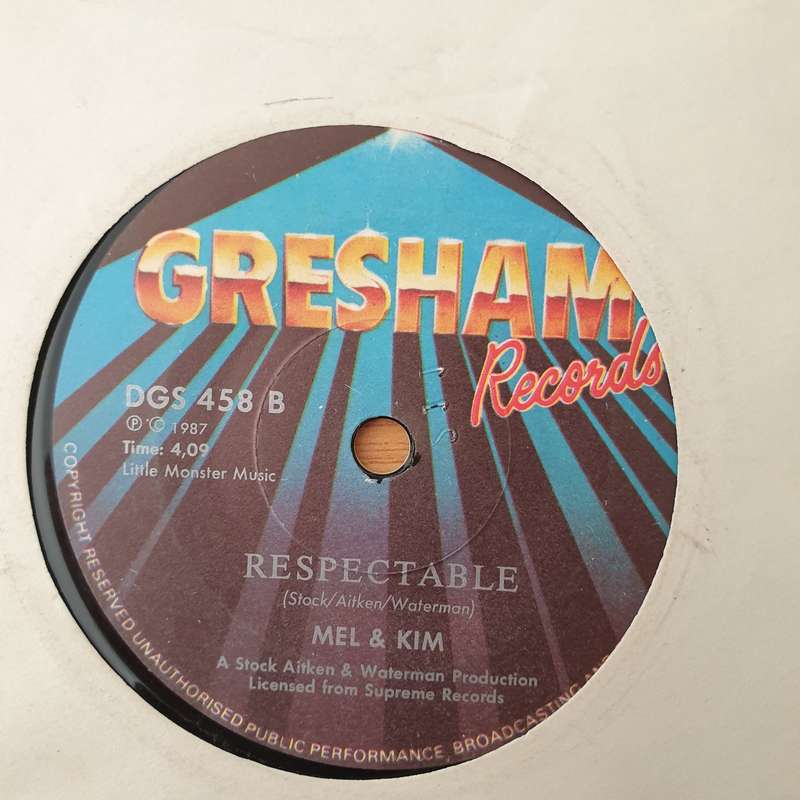 GRESHAM
Records
DGS 458 B
℗ © 1987
Time: 4,09
Little Monster Music
RESPECTABLE
(Stock/Aitken/Waterman)
MEL & KIM
A Stock Aitken & Waterman Production
Licensed from Supreme Records
COPYRIGHT RESERVED UNAUTHORISED PUBLIC PERFORMANCE, BROADCASTING